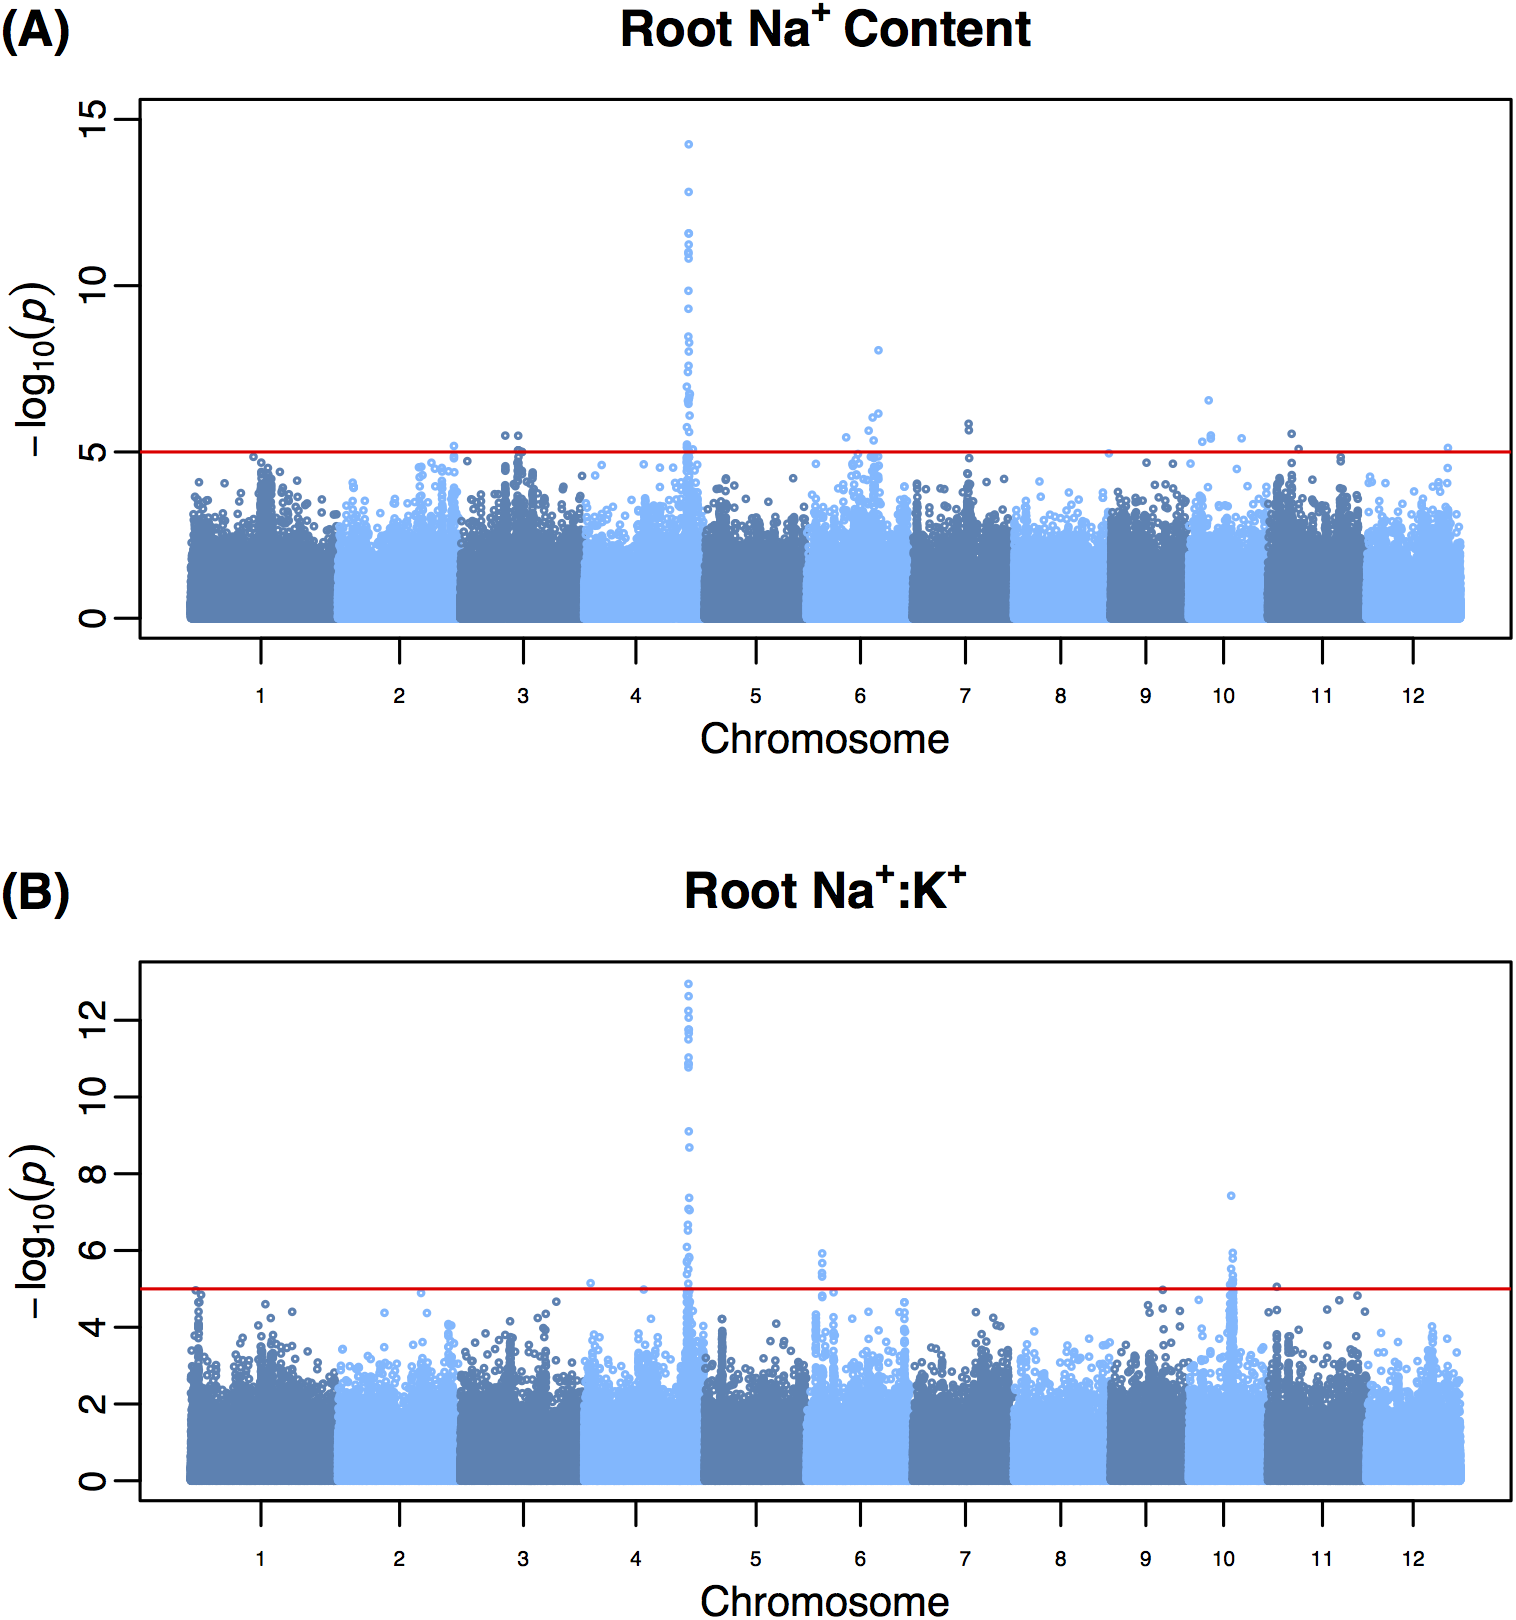 (A) Root Na⁺ Content
15
10
5
0
−log₁₀(p)
1 2 3 4 5 6 7 8 9 10 11 12
Chromosome
(B) Root Na⁺:K⁺
12
10
8
6
4
2
0
−log₁₀(p)
1 2 3 4 5 6 7 8 9 10 11 12
Chromosome